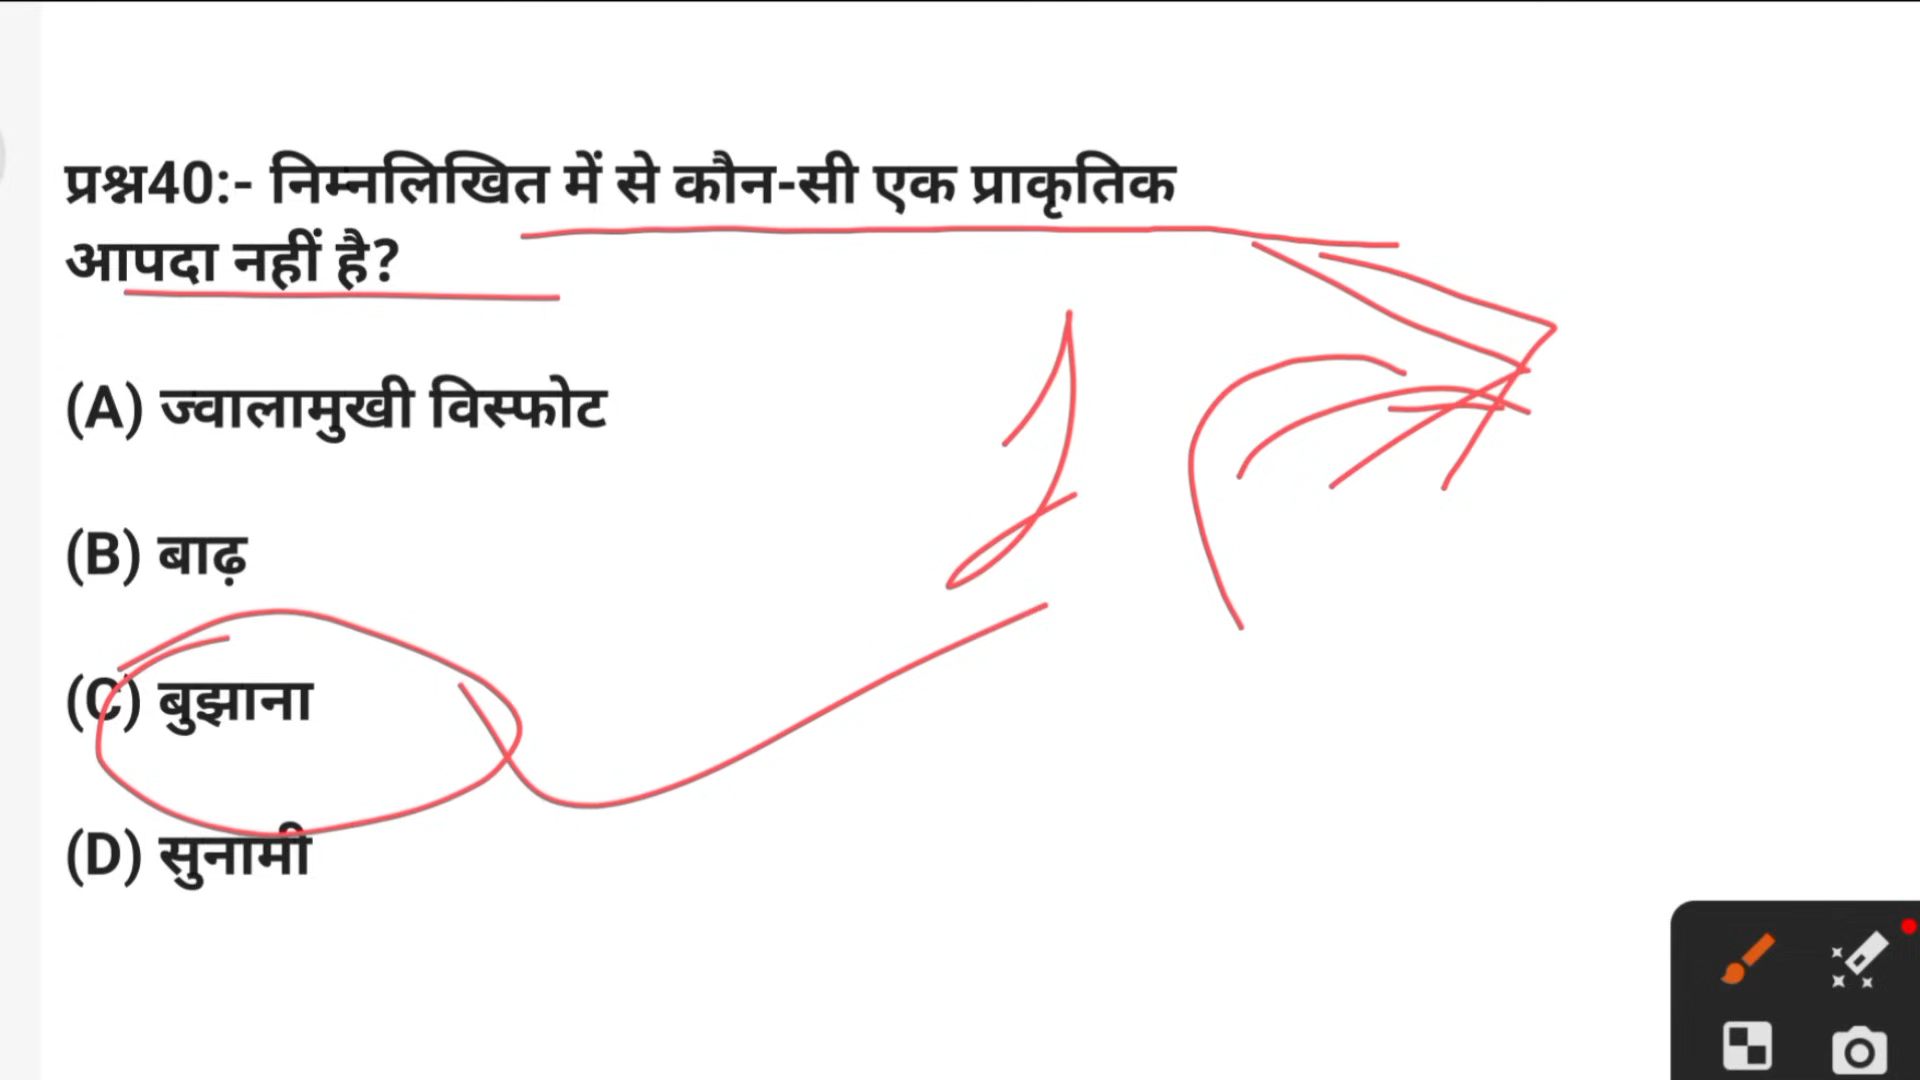 प्रश्न40:- निम्नलिखित में से कौन-सी एक प्राकृतिक
आपदा नहीं है?
(A) ज्वालामुखी विस्फोट
(B) बाढ़
(C) बुझाना
(D) सुनामी